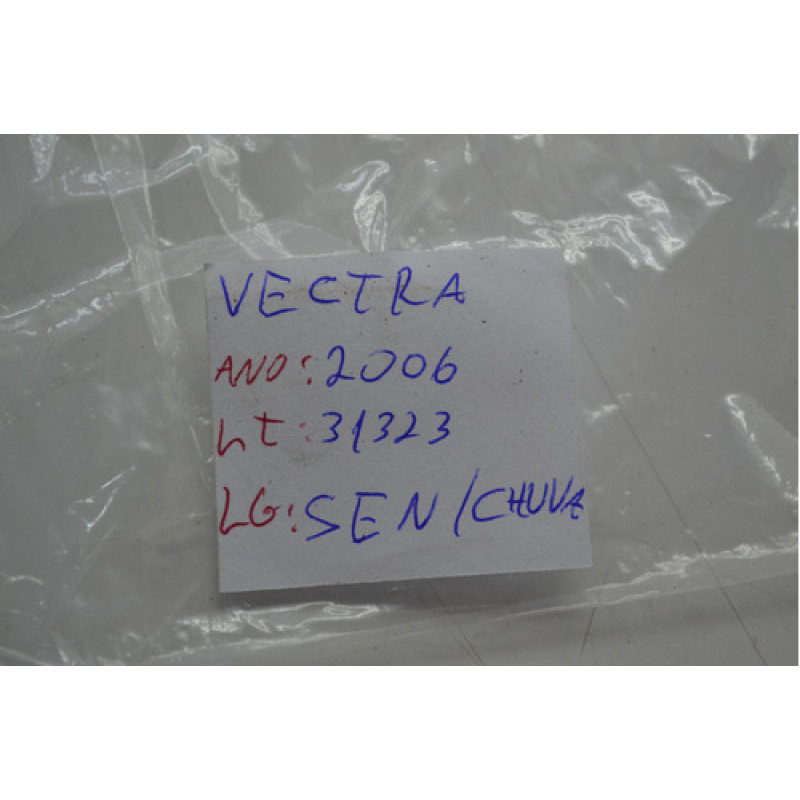 VECTRA
ANO: 2006
Lt: 31323
LG: SEN/CHUVA